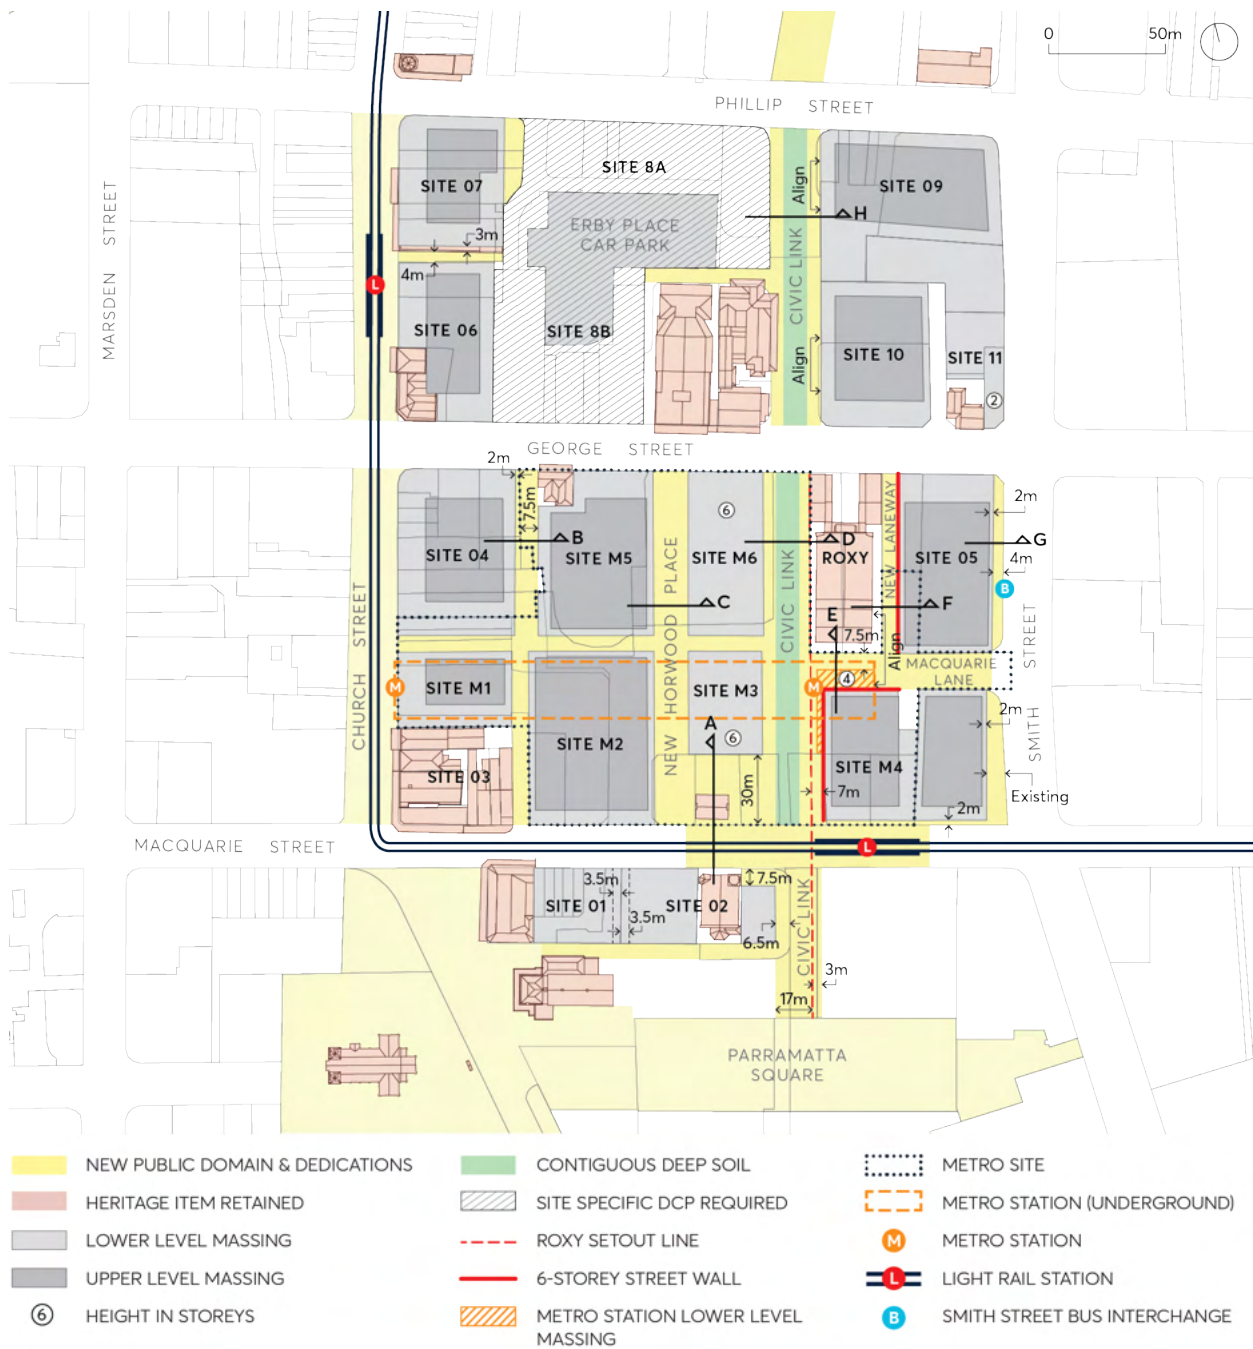 0
50m
PHILLIP STREET
MARSDEN STREET
SITE 07
SITE 8A
Align
SITE 09
H
ERBY PLACE
CAR PARK
CIVIC LINK
3m
4m
L
SITE 06
SITE 8B
Align
SITE 10
SITE 11
2
GEORGE STREET
2m
7.5m
6
2m
NEW LANEWAY
B
D
G
SITE 04
SITE M5
SITE M6
ROXY
SITE 05
4m
B
NEW HORWOOD PLACE
CIVIC LINK
C
F
E
7.5m
Align
CHURCH STREET
SMITH STREET
MACQUARIE
LANE
M
SITE M1
SITE M3
M
4
A
6
2m
SITE M2
SITE 03
SITE M4
30m
7m
Existing
2m
MACQUARIE STREET
L
3.5m
7.5m
SITE 01
SITE 02
3.5m
6.5m
CIVIC LINK
3m
17m
PARRAMATTA
SQUARE
NEW PUBLIC DOMAIN & DEDICATIONS
HERITAGE ITEM RETAINED
LOWER LEVEL MASSING
UPPER LEVEL MASSING
6 HEIGHT IN STOREYS
CONTIGUOUS DEEP SOIL
SITE SPECIFIC DCP REQUIRED
ROXY SETOUT LINE
6-STOREY STREET WALL
METRO STATION LOWER LEVEL
MASSING
METRO SITE
METRO STATION (UNDERGROUND)
M METRO STATION
L LIGHT RAIL STATION
B SMITH STREET BUS INTERCHANGE